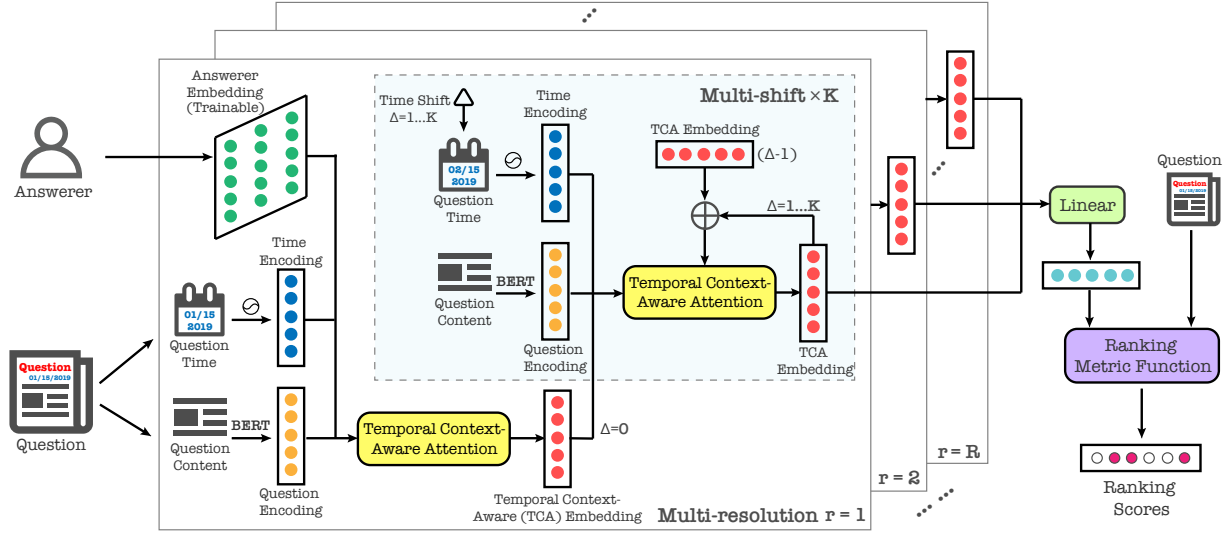 Answerer
Embedding
(Trainable)
Answerer
Time
Encoding
01/15
2019
Question
Time
Question
01/15/2019
Question
BERT
Question
Content
Question
Encoding
Temporal Context-
Aware Attention
Temporal Context-
Aware (TCA) Embedding
Δ=0
Multi-resolution r = 1
r = 2
r = R
Multi-shift×K
Time Shift
Δ=1...K
02/15
2019
Question
Time
Time
Encoding
BERT
Question
Content
Question
Encoding
TCA Embedding
(Δ-1)
Δ=1...K
Temporal Context-
Aware Attention
TCA
Embedding
Linear
Question
Question
01/15/2019
Ranking
Metric Function
Ranking
Scores